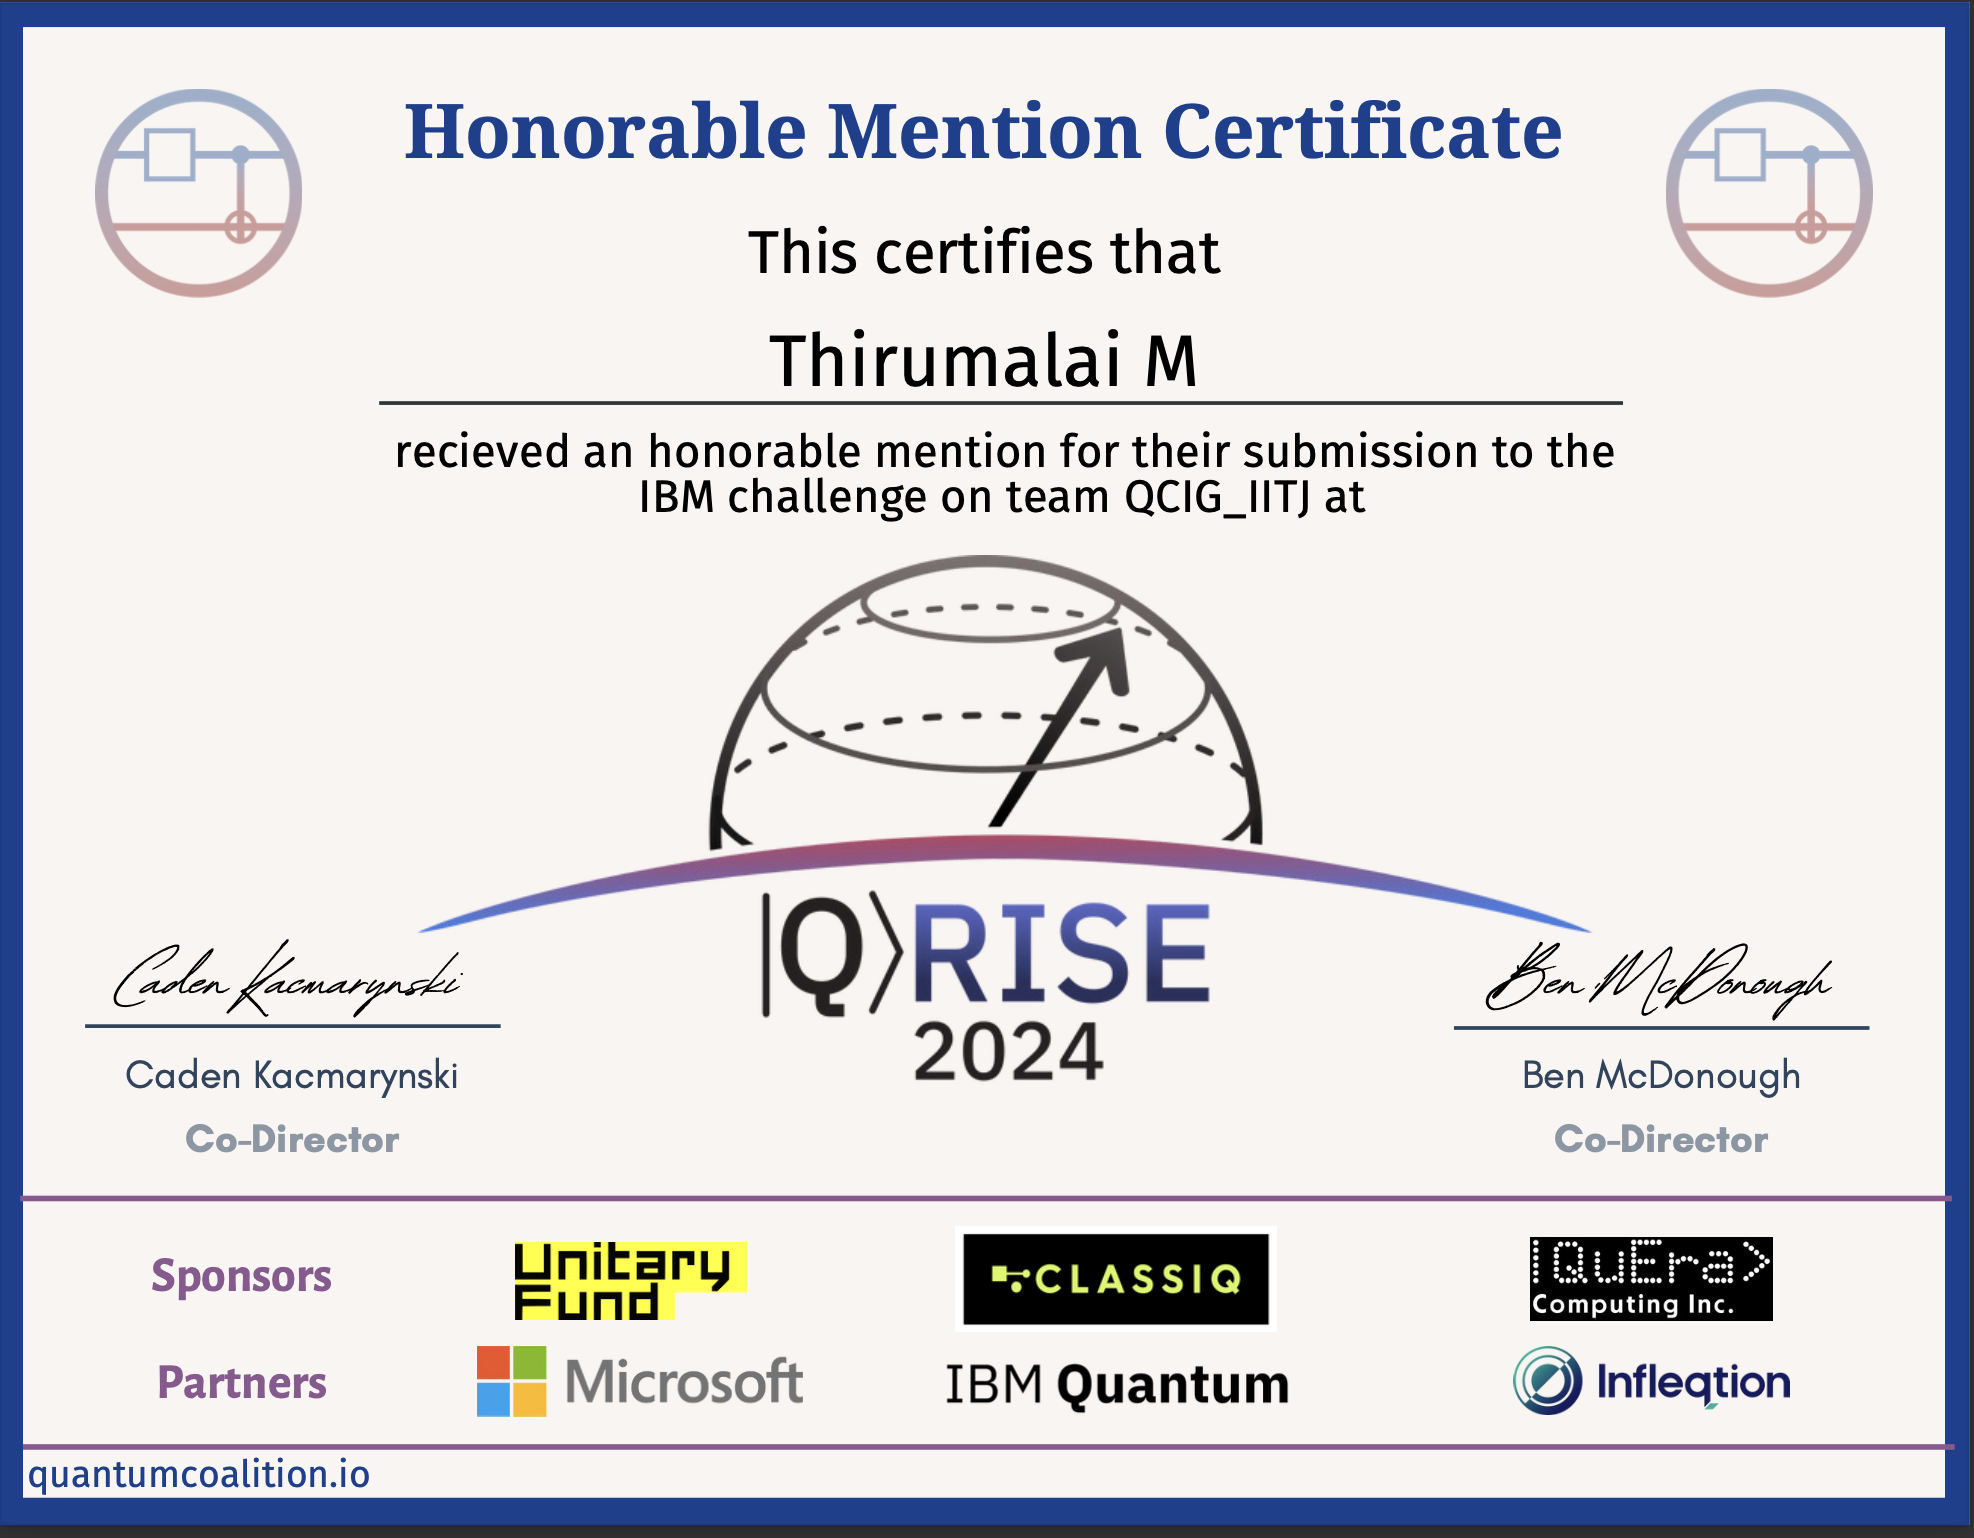 Honorable Mention Certificate
This certifies that
Thirumalai M
recieved an honorable mention for their submission to the
IBM challenge on team QCIG_IITJ at
|Q⟩RISE
2024
Caden Kacmarynski
Caden Kacmarynski
Co-Director
Ben McDonough
Ben McDonough
Co-Director
Sponsors
Unitary
Fund
CLASSIQ
|QuEra>
Computing Inc.
Partners
Microsoft
IBM Quantum
Infleqtion
quantumcoalition.io